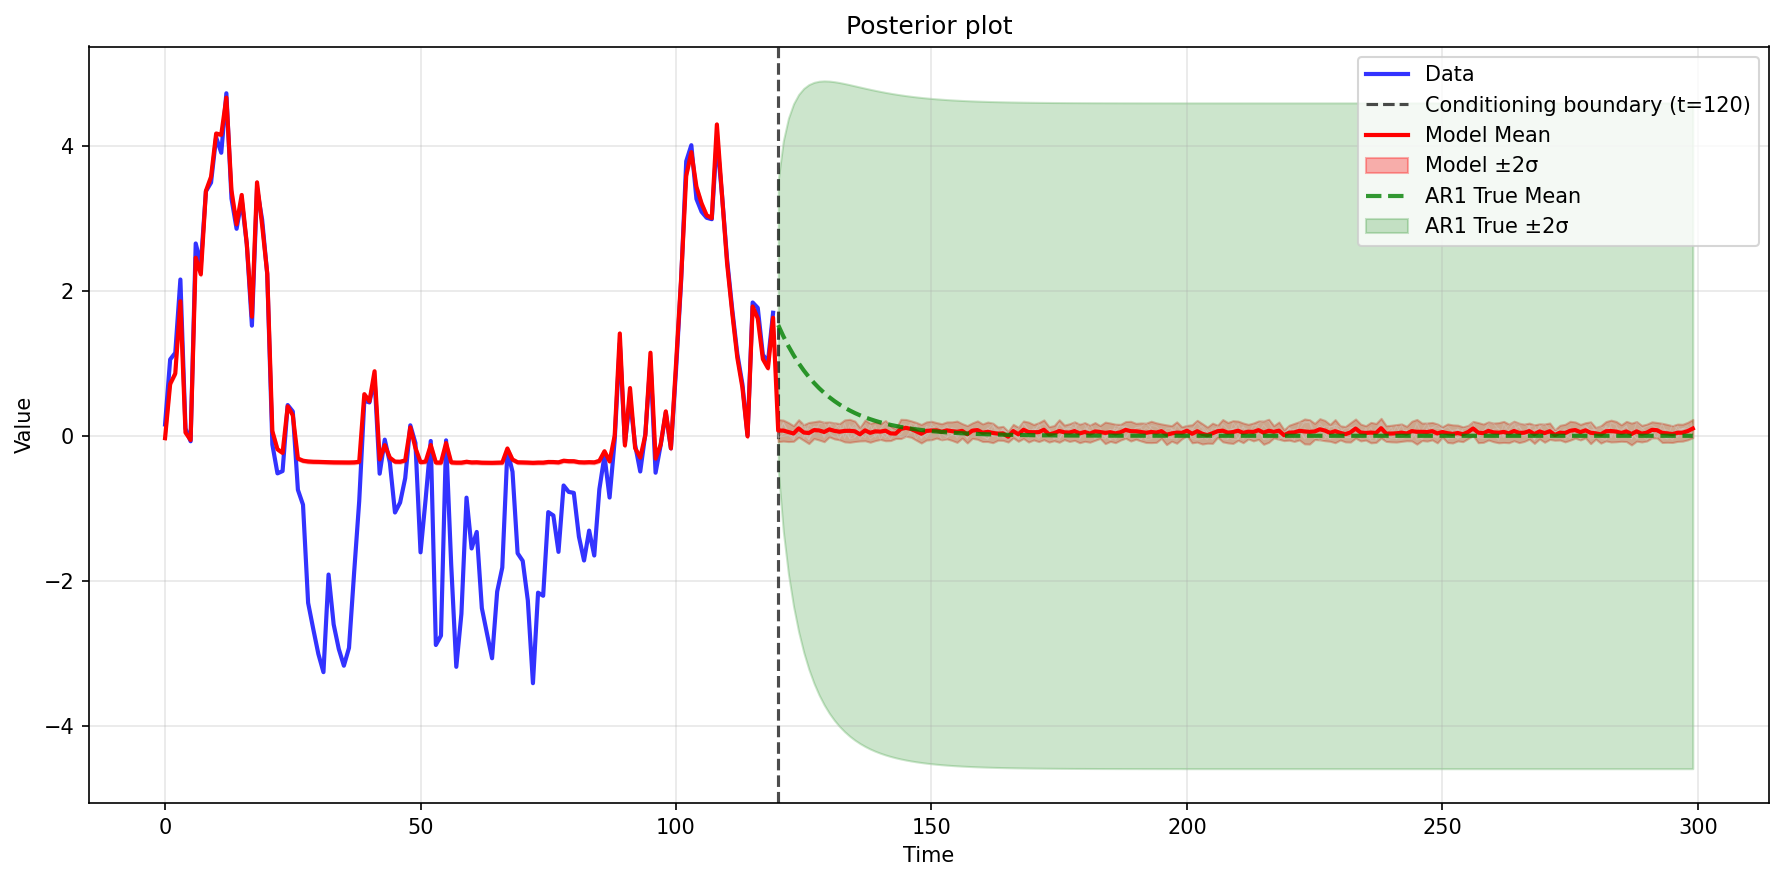 Posterior plot
Data
Conditioning boundary (t=120)
Model Mean
Model ±2σ
AR1 True Mean
AR1 True ±2σ
Value
4
2
0
−2
−4
0
50
100
150
200
250
300
Time